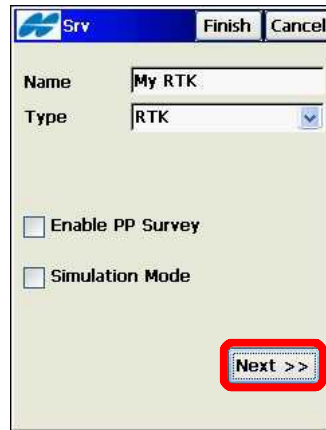 Srv Finish Cancel
Name My RTK
Type RTK
Enable PP Survey
Simulation Mode
Next >>